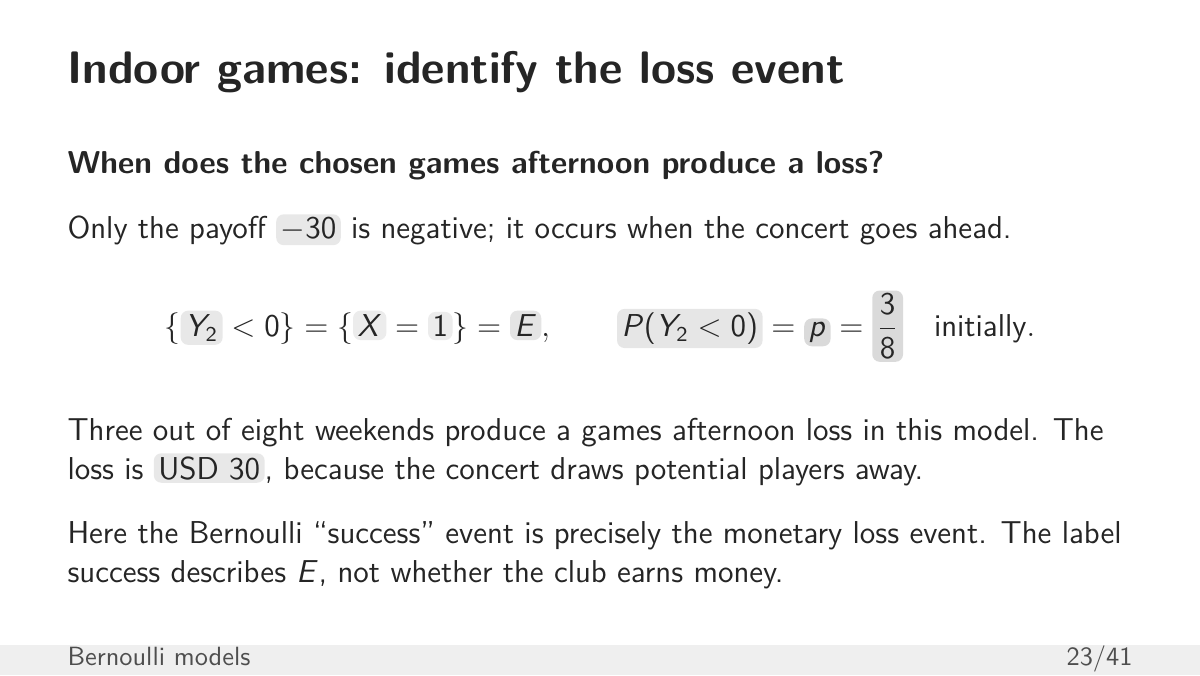 Indoor games: identify the loss event
When does the chosen games afternoon produce a loss?
Only the payoff −30 is negative; it occurs when the concert goes ahead.
{Y₂ < 0} = {X = 1} = E, P(Y₂ < 0) = p = 3/8 initially.
Three out of eight weekends produce a games afternoon loss in this model. The
loss is USD 30, because the concert draws potential players away.
Here the Bernoulli “success” event is precisely the monetary loss event. The label
success describes E, not whether the club earns money.
Bernoulli models 23/41